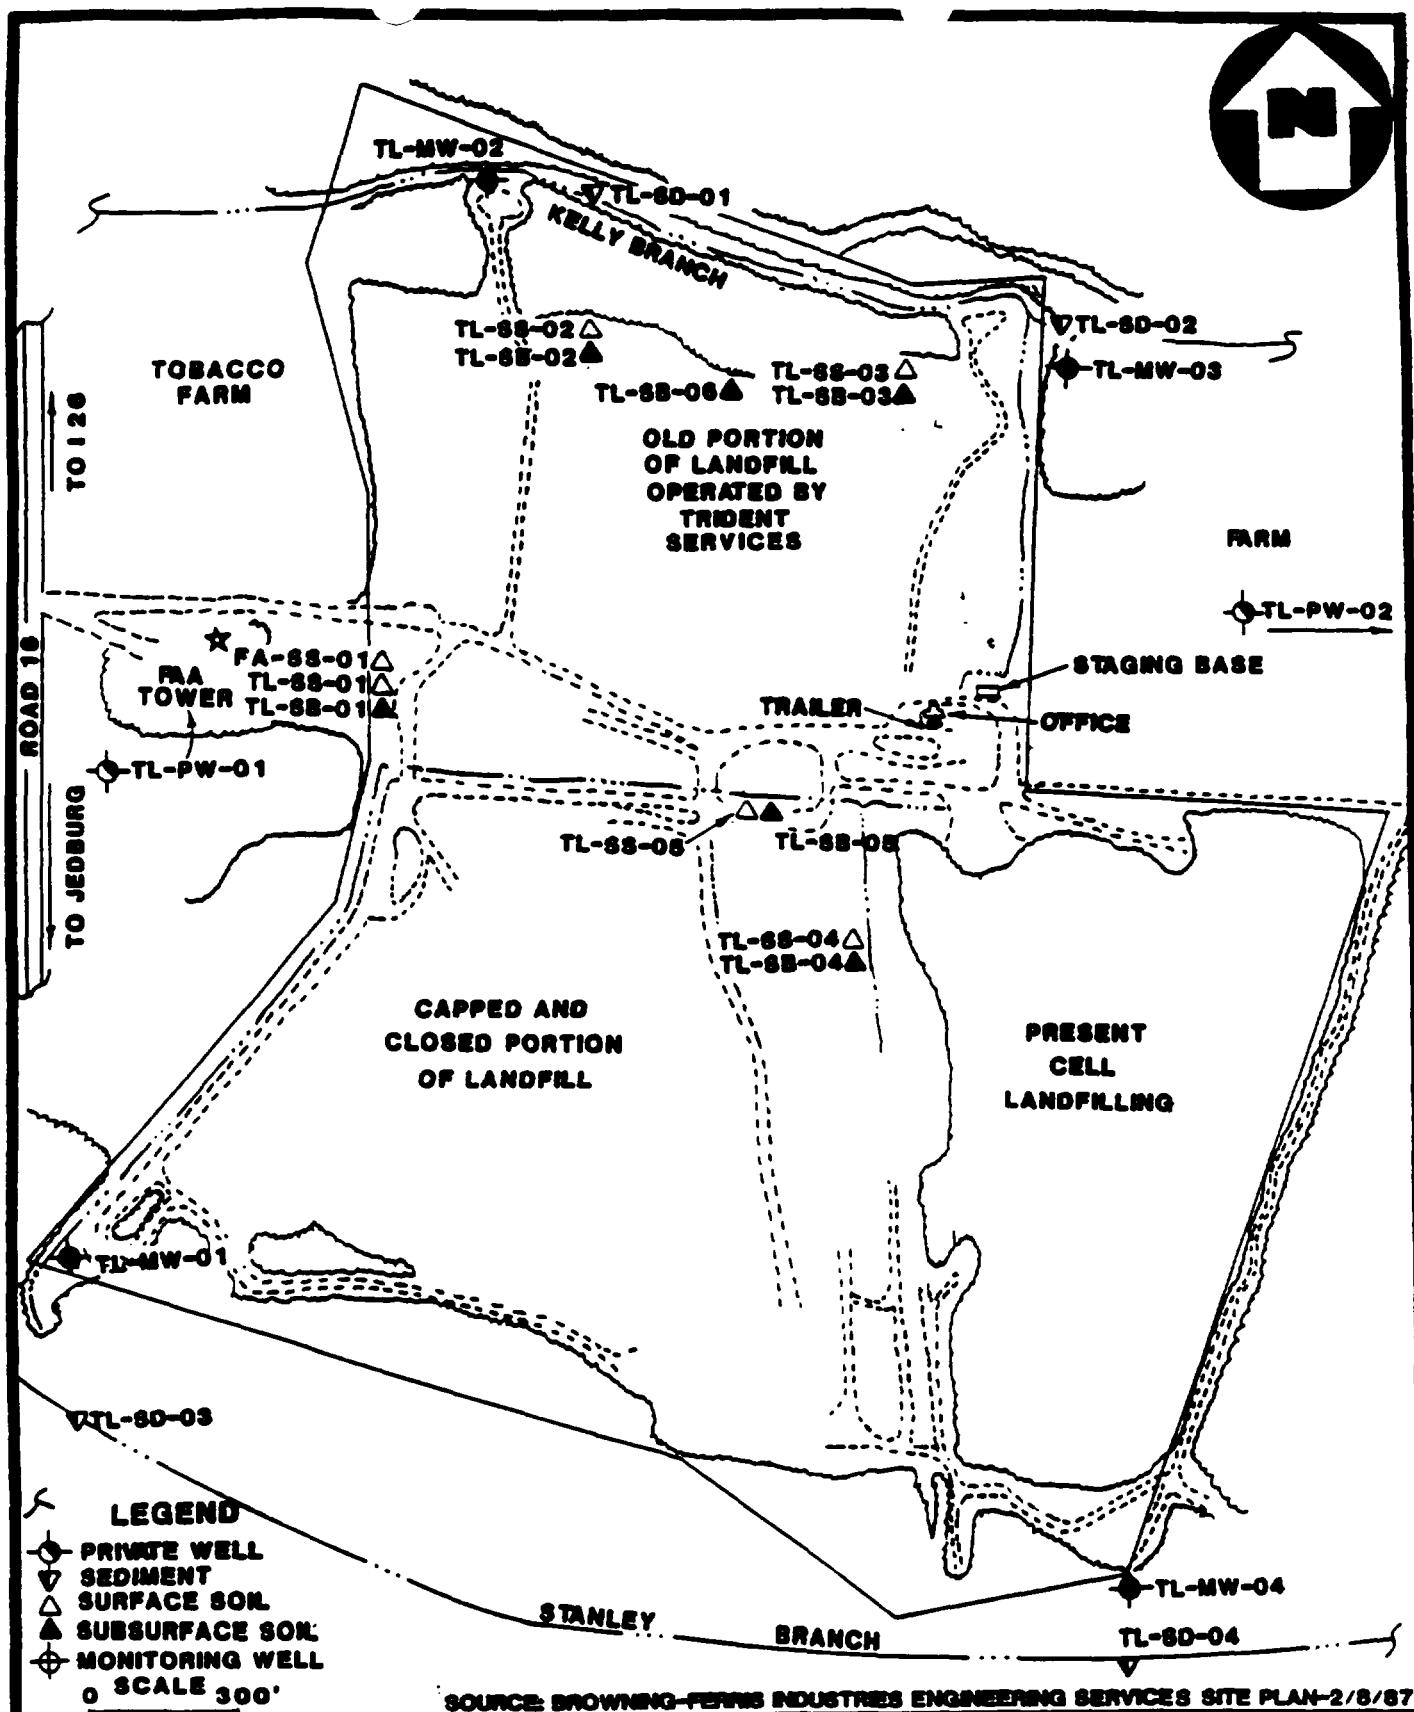 N
TL-MW-02
TL-SD-01
KELLY BRANCH
TL-SS-02
TL-SB-02
TL-SD-02
TL-MW-03
TOBACCO
FARM
TL-SS-03
TL-SB-06
TL-SB-03
TO I 26
OLD PORTION
OF LANDFILL
OPERATED BY
TRIDENT
SERVICES
FARM
TL-PW-02
ROAD 16
FA-SS-01
FAA
TOWER
TL-SS-01
TL-SB-01
STAGING BASE
TRAILER
OFFICE
TL-PW-01
TO JEDBURG
TL-SS-05
TL-SB-05
TL-SS-04
TL-SB-04
CAPPED AND
CLOSED PORTION
OF LANDFILL
PRESENT
CELL
LANDFILLING
TL-MW-01
TL-SD-03
LEGEND
PRIVATE WELL
SEDIMENT
SURFACE SOIL
SUBSURFACE SOIL
MONITORING WELL
SCALE
0 300'
STANLEY BRANCH
TL-MW-04
TL-SD-04
SOURCE: BROWNING-FERRIS INDUSTRIES ENGINEERING SERVICES SITE PLAN-2/8/87